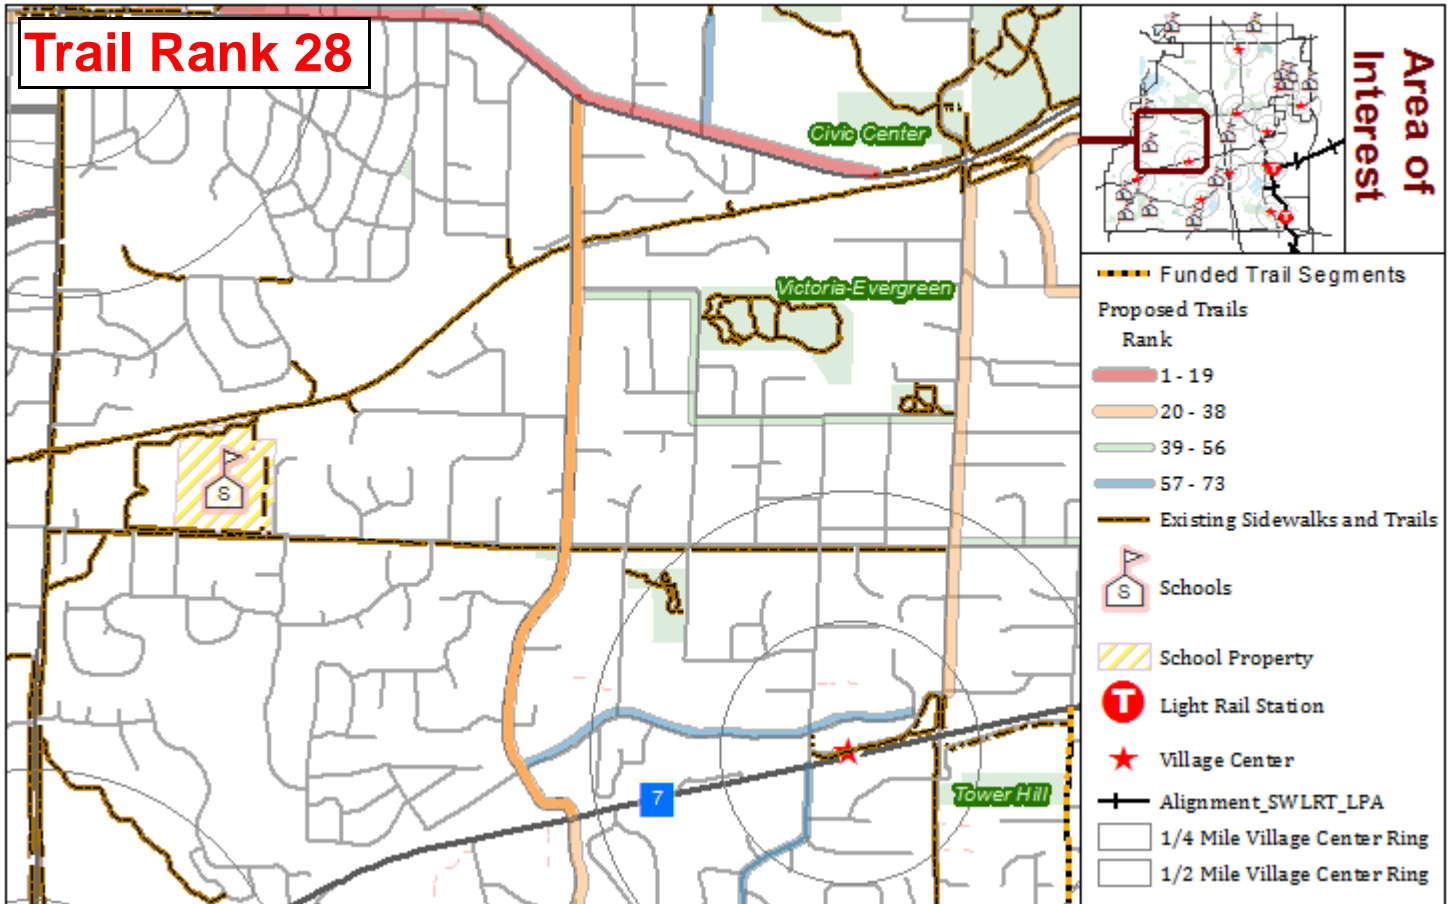 Trail Rank 28
Civic Center
Victoria-Evergreen
S
7
Tower Hill
Area of
Interest
T
T
Funded Trail Segments
Proposed Trails
Rank
1 - 19
20 - 38
39 - 56
57 - 73
Existing Sidewalks and Trails
S
Schools
School Property
T
Light Rail Station
Village Center
Alignment_SWLRT_LPA
1/4 Mile Village Center Ring
1/2 Mile Village Center Ring